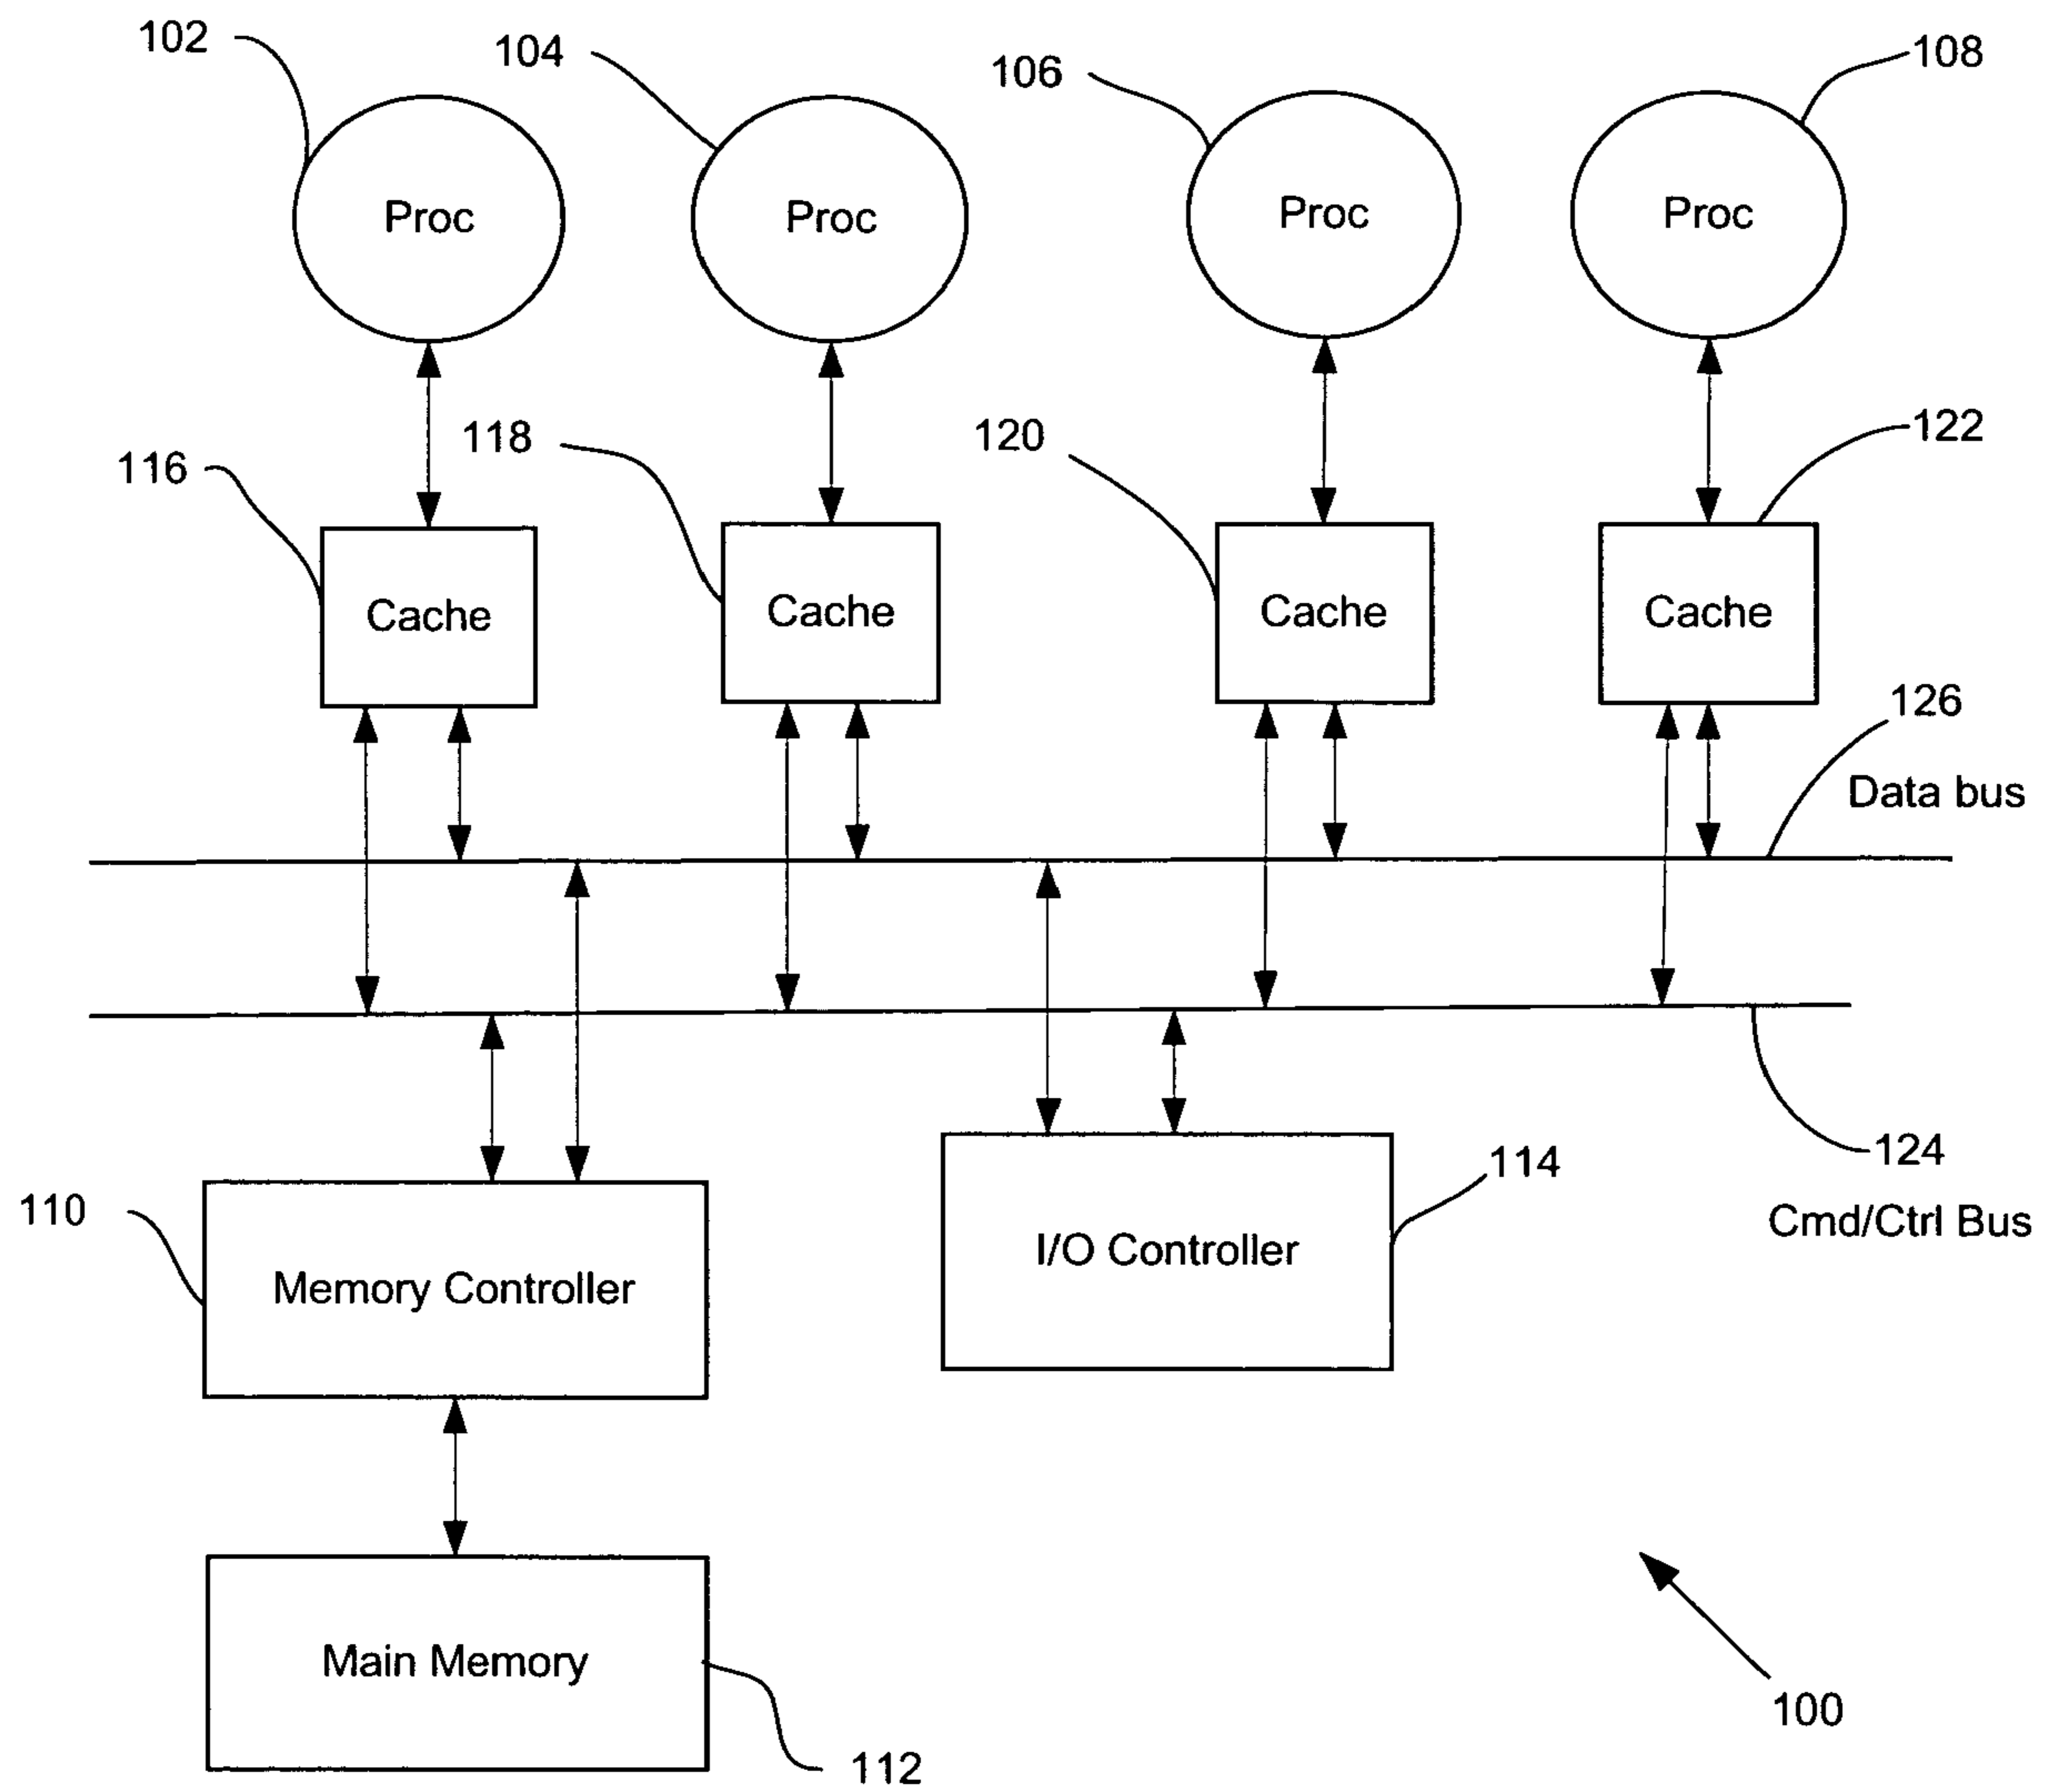 102
104
106
108
Proc
Proc
Proc
Proc
116
118
120
122
Cache
Cache
Cache
Cache
126
Data bus
124
Cmd/Ctrl Bus
110
Memory Controller
114
I/O Controller
Main Memory
112
100